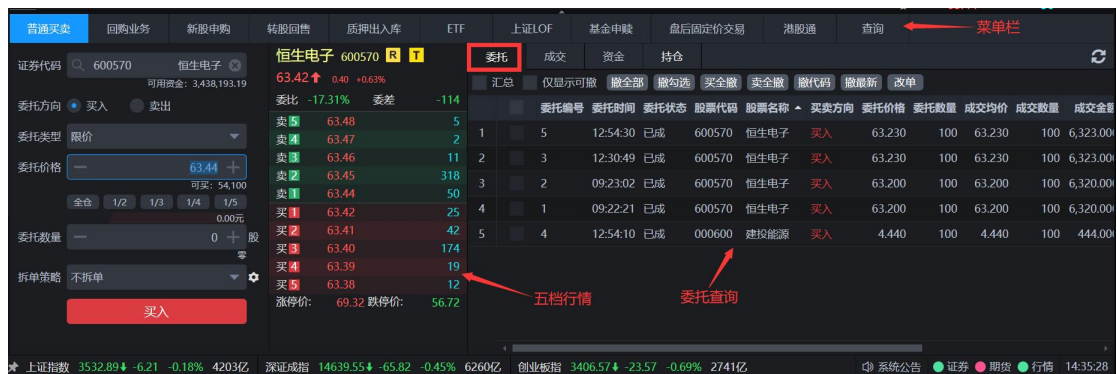 普通买卖 回购业务 新股申购 转股回售 质押出入库 ETF 上证LOF 基金申赎 盘后固定价交易 港股通 查询 菜单栏
证券代码 600570 恒生电子
可用资金: 3,438,193.19
委托方向 买入 卖出
委托类型 限价
委托价格 63.44
可买: 54,100
全仓 1/2 1/3 1/4 1/5
0.00元
委托数量 0 股
零
拆单策略 不拆单
买入
恒生电子 600570 R T
63.42 0.40 +0.63%
委比 -17.31% 委差 -114
卖5 63.48 5
卖4 63.47 2
卖3 63.46 11
卖2 63.45 318
卖1 63.44 50
买1 63.42 25
买2 63.41 42
买3 63.40 174
买4 63.39 19
买5 63.38 12
涨停价: 69.32 跌停价: 56.72
五档行情
委托 成交 资金 持仓
汇总 仅显示可撤 撤全部 撤勾选 买全撤 卖全撤 撤代码 撤最新 改单
委托编号 委托时间 委托状态 股票代码 股票名称 买卖方向 委托价格 委托数量 成交均价 成交数量 成交金额
1 5 12:54:30 已成 600570 恒生电子 买入 63.230 100 63.230 100 6,323.00
2 3 12:30:49 已成 600570 恒生电子 买入 63.230 100 63.230 100 6,323.00
3 2 09:23:02 已成 600570 恒生电子 买入 63.200 100 63.200 100 6,320.00
4 1 09:22:21 已成 600570 恒生电子 买入 63.200 100 63.200 100 6,320.00
5 4 12:54:10 已成 000600 建投能源 买入 4.440 100 4.440 100 444.00
委托查询
上证指数 3532.89 -6.21 -0.18% 4203亿 深证成指 14639.55 -65.82 -0.45% 6260亿 创业板指 3406.57 -23.57 -0.69% 2741亿 系统公告 证券 期货 行情 14:35:28